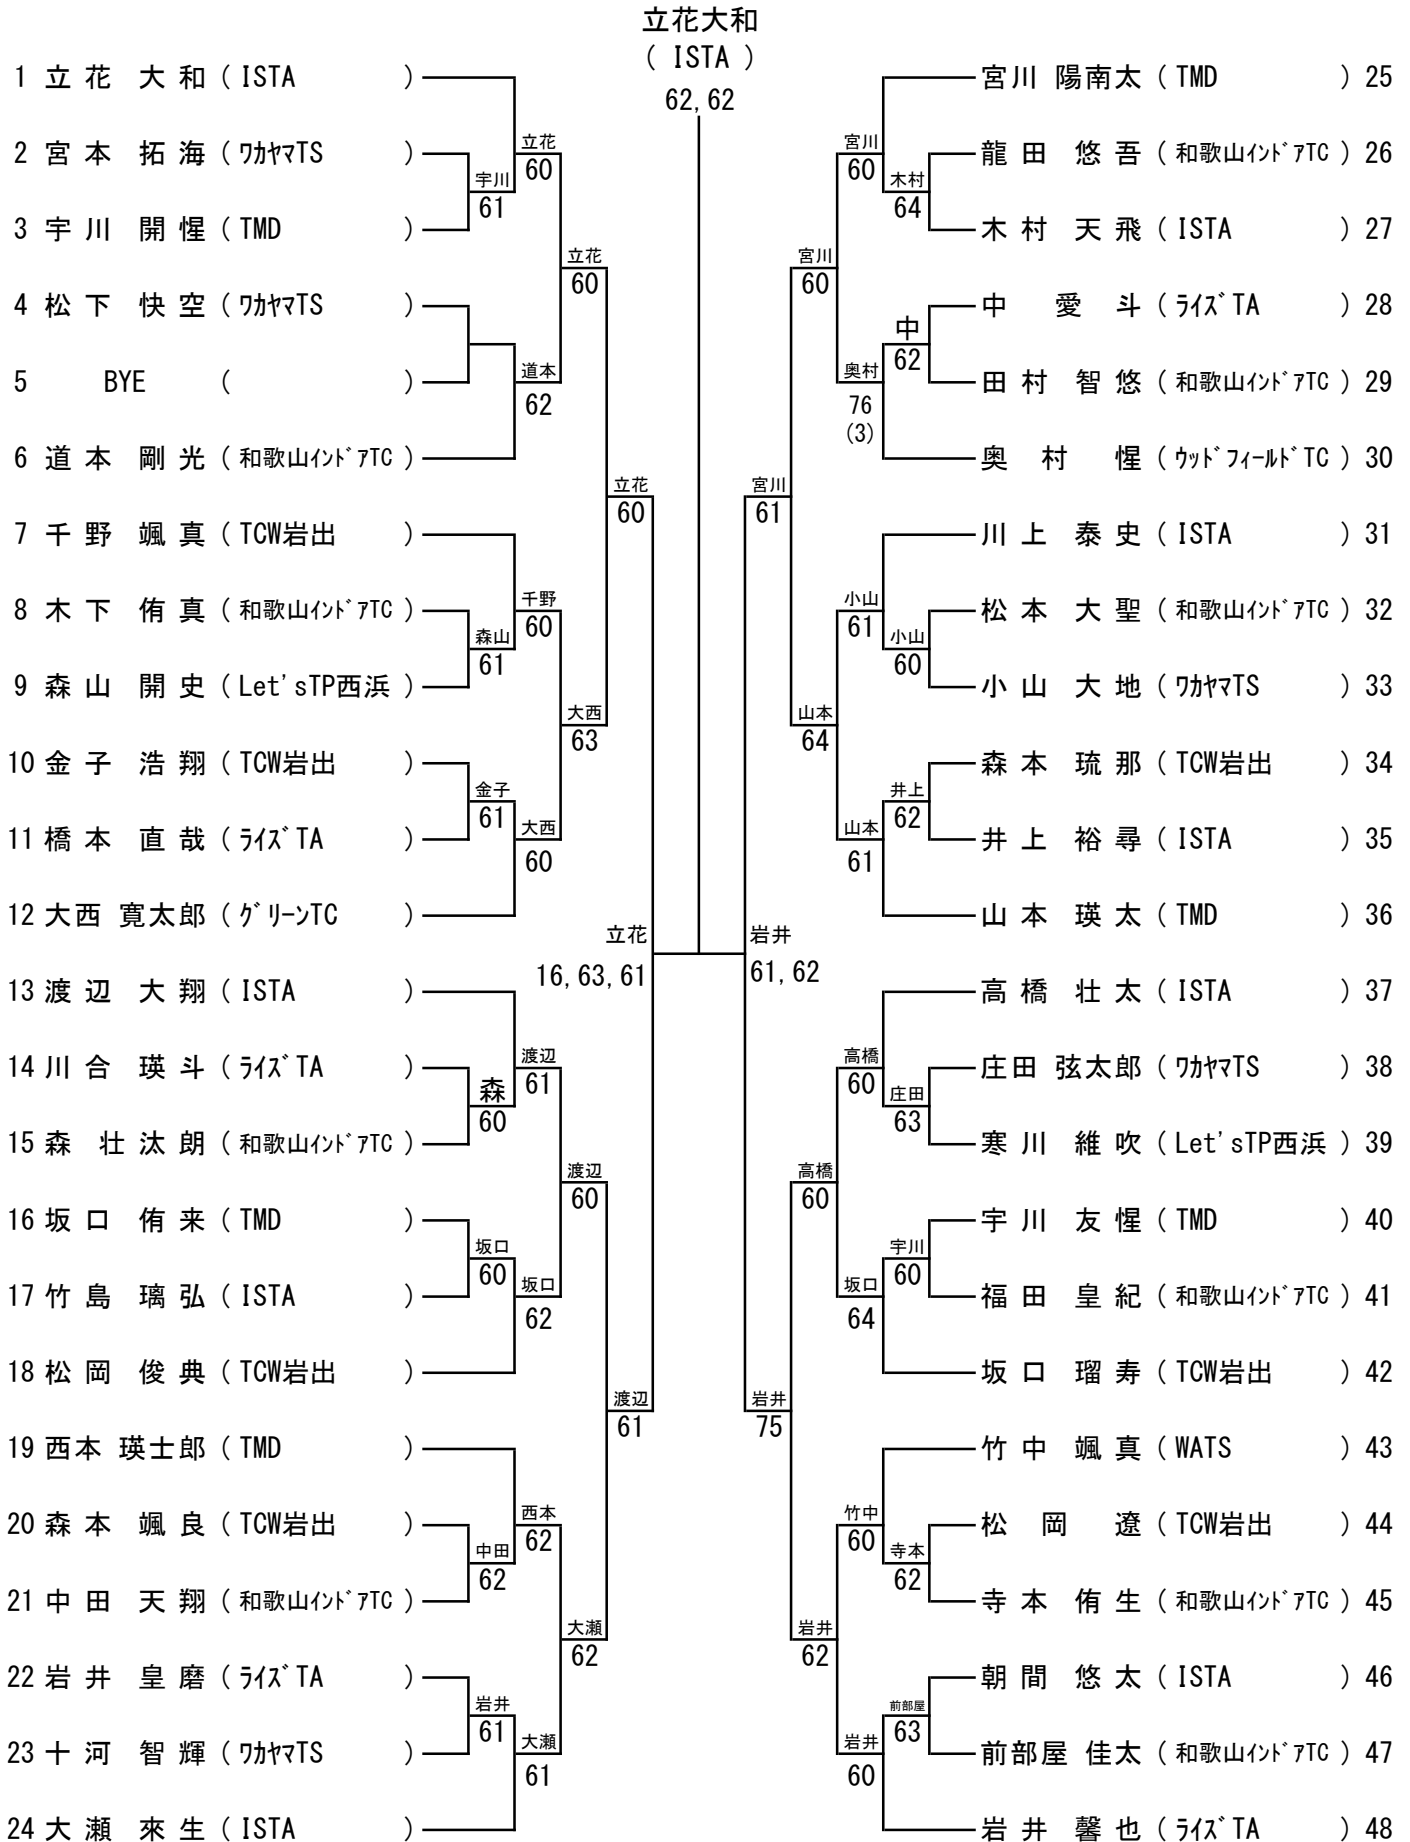 立花大和
( ISTA )
62, 62
1 立花 大和 ( ISTA )
2 宮本 拓海 ( ﾜｶﾔﾏTS )
3 宇川 開惺 ( TMD )
4 松下 快空 ( ﾜｶﾔﾏTS )
5 BYE ( )
6 道本 剛光 ( 和歌山ｲﾝﾄﾞｱTC )
7 千野 颯真 ( TCW岩出 )
8 木下 侑真 ( 和歌山ｲﾝﾄﾞｱTC )
9 森山 開史 ( Let'sTP西浜 )
10 金子 浩翔 ( TCW岩出 )
11 橋本 直哉 ( ﾗｲｽﾞTA )
12 大西 寛太郎 ( ｸﾞﾘｰﾝTC )
13 渡辺 大翔 ( ISTA )
14 川合 瑛斗 ( ﾗｲｽﾞTA )
15 森 壮汰朗 ( 和歌山ｲﾝﾄﾞｱTC )
16 坂口 侑来 ( TMD )
17 竹島 璃弘 ( ISTA )
18 松岡 俊典 ( TCW岩出 )
19 西本 瑛士郎 ( TMD )
20 森本 颯良 ( TCW岩出 )
21 中田 天翔 ( 和歌山ｲﾝﾄﾞｱTC )
22 岩井 皇磨 ( ﾗｲｽﾞTA )
23 十河 智輝 ( ﾜｶﾔﾏTS )
24 大瀬 來生 ( ISTA )
宇川
61
森山
61
金子
61
森
60
坂口
60
中田
62
岩井
61
立花
60
道本
62
千野
60
大西
60
渡辺
61
坂口
62
西本
62
大瀬
61
立花
60
大西
63
渡辺
60
大瀬
62
立花
60
渡辺
61
立花
16, 63, 61
岩井
61, 62
宮川
61
岩井
75
宮川
60
山本
64
高橋
60
岩井
62
宮川
60
奥村
76
(3)
小山
61
山本
61
高橋
60
坂口
64
竹中
60
岩井
60
木村
64
中
62
小山
60
井上
62
庄田
63
宇川
60
寺本
62
前部屋
63
宮川 陽南太 ( TMD ) 25
龍田 悠吾 ( 和歌山ｲﾝﾄﾞｱTC ) 26
木村 天飛 ( ISTA ) 27
中 愛斗 ( ﾗｲｽﾞTA ) 28
田村 智悠 ( 和歌山ｲﾝﾄﾞｱTC ) 29
奥村 惺 ( ｳｯﾄﾞﾌｨｰﾙﾄﾞTC ) 30
川上 泰史 ( ISTA ) 31
松本 大聖 ( 和歌山ｲﾝﾄﾞｱTC ) 32
小山 大地 ( ﾜｶﾔﾏTS ) 33
森本 琉那 ( TCW岩出 ) 34
井上 裕尋 ( ISTA ) 35
山本 瑛太 ( TMD ) 36
高橋 壮太 ( ISTA ) 37
庄田 弦太郎 ( ﾜｶﾔﾏTS ) 38
寒川 維吹 ( Let'sTP西浜 ) 39
宇川 友惺 ( TMD ) 40
福田 皇紀 ( 和歌山ｲﾝﾄﾞｱTC ) 41
坂口 瑠寿 ( TCW岩出 ) 42
竹中 颯真 ( WATS ) 43
松岡 遼 ( TCW岩出 ) 44
寺本 侑生 ( 和歌山ｲﾝﾄﾞｱTC ) 45
朝間 悠太 ( ISTA ) 46
前部屋 佳太 ( 和歌山ｲﾝﾄﾞｱTC ) 47
岩井 馨也 ( ﾗｲｽﾞTA ) 48